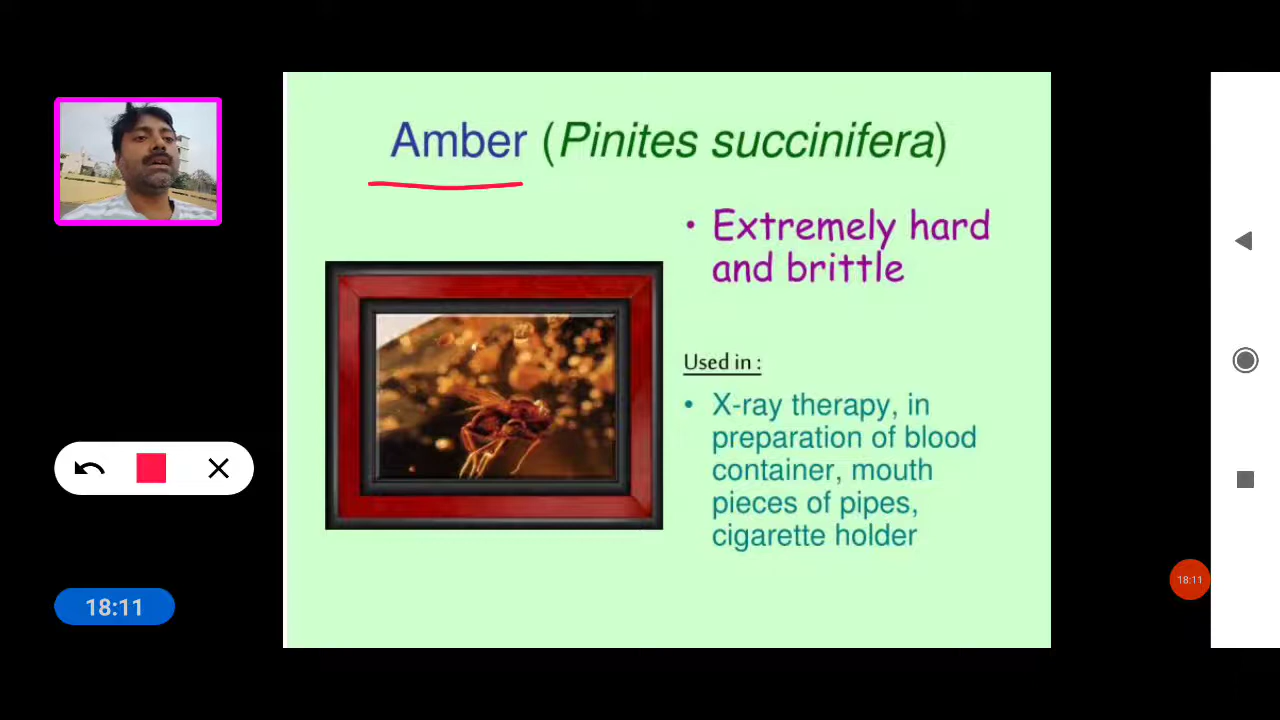 Amber (Pinites succinifera)
• Extremely hard
and brittle
Used in :
• X-ray therapy, in
preparation of blood
container, mouth
pieces of pipes,
cigarette holder
18:11
18:11